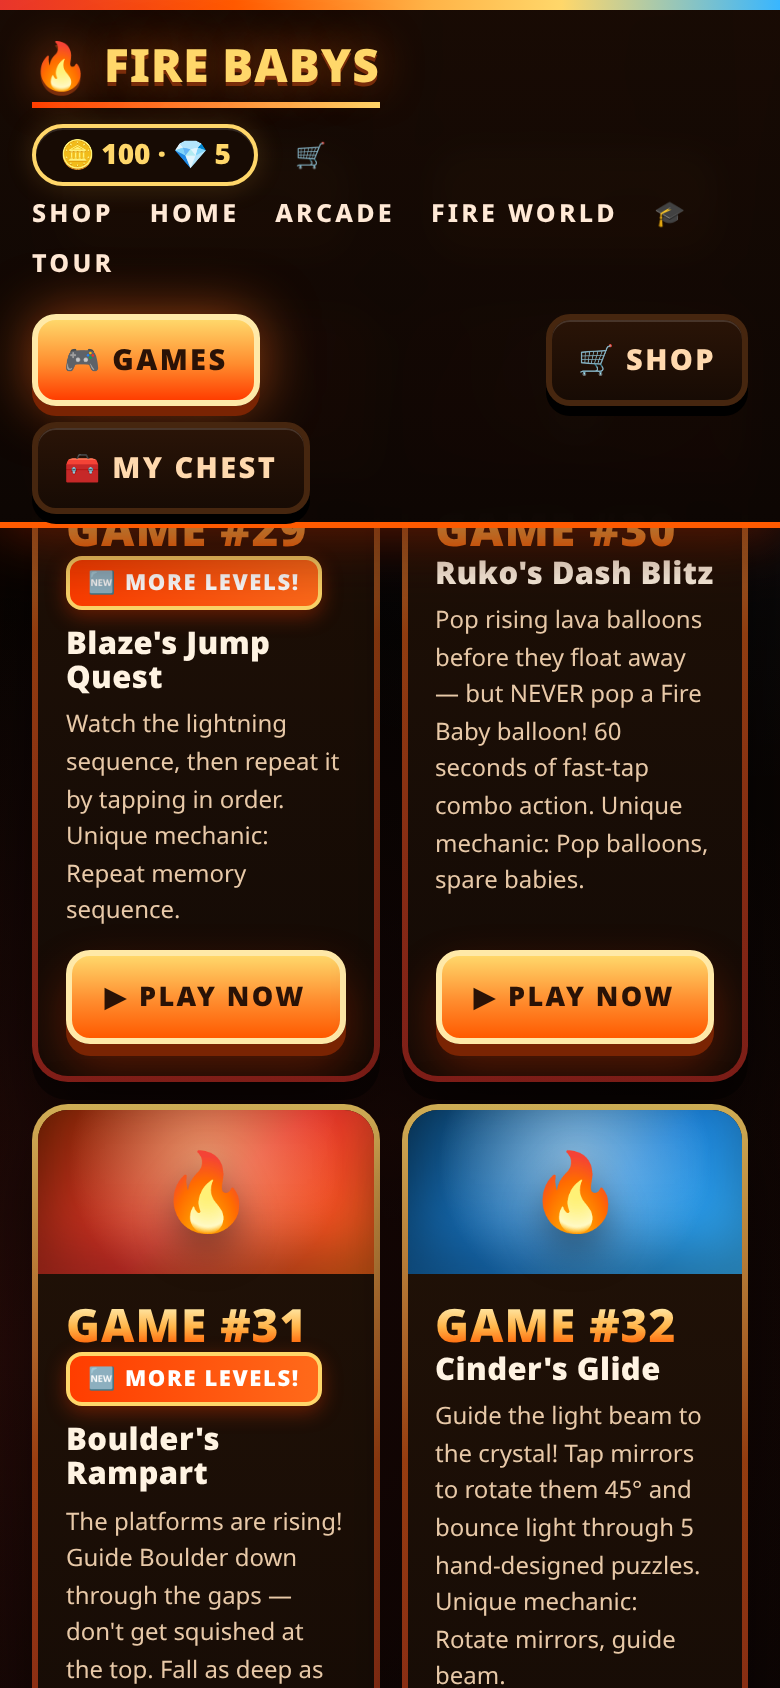 FIRE BABYS
100 · 5
SHOP HOME ARCADE FIRE WORLD
TOUR
GAMES
SHOP
MY CHEST
GAME #29
NEW MORE LEVELS!
Blaze's Jump
Quest
Watch the lightning
sequence, then repeat it
by tapping in order.
Unique mechanic:
Repeat memory
sequence.
▶ PLAY NOW
GAME #30
Ruko's Dash Blitz
Pop rising lava balloons
before they float away
— but NEVER pop a Fire
Baby balloon! 60
seconds of fast-tap
combo action. Unique
mechanic: Pop balloons,
spare babies.
▶ PLAY NOW
GAME #31
NEW MORE LEVELS!
Boulder's
Rampart
The platforms are rising!
Guide Boulder down
through the gaps —
don't get squished at
the top. Fall as deep as
GAME #32
Cinder's Glide
Guide the light beam to
the crystal! Tap mirrors
to rotate them 45° and
bounce light through 5
hand-designed puzzles.
Unique mechanic:
Rotate mirrors, guide
beam.